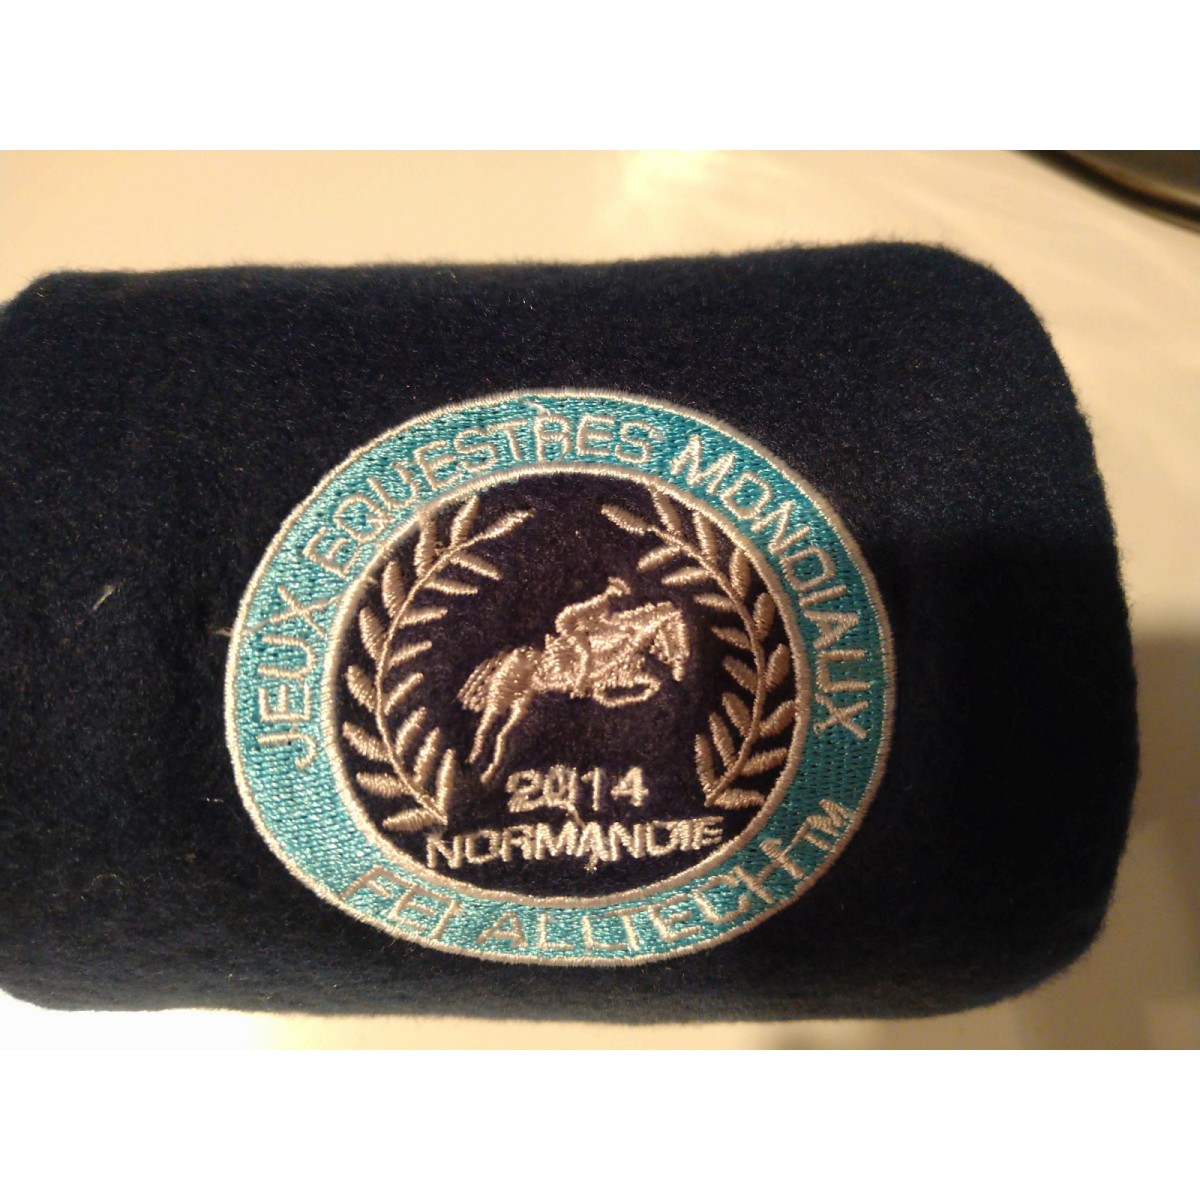 JEUX EQUESTRES MONDIAUX
2014
NORMANDIE
FEI ALLTECH™